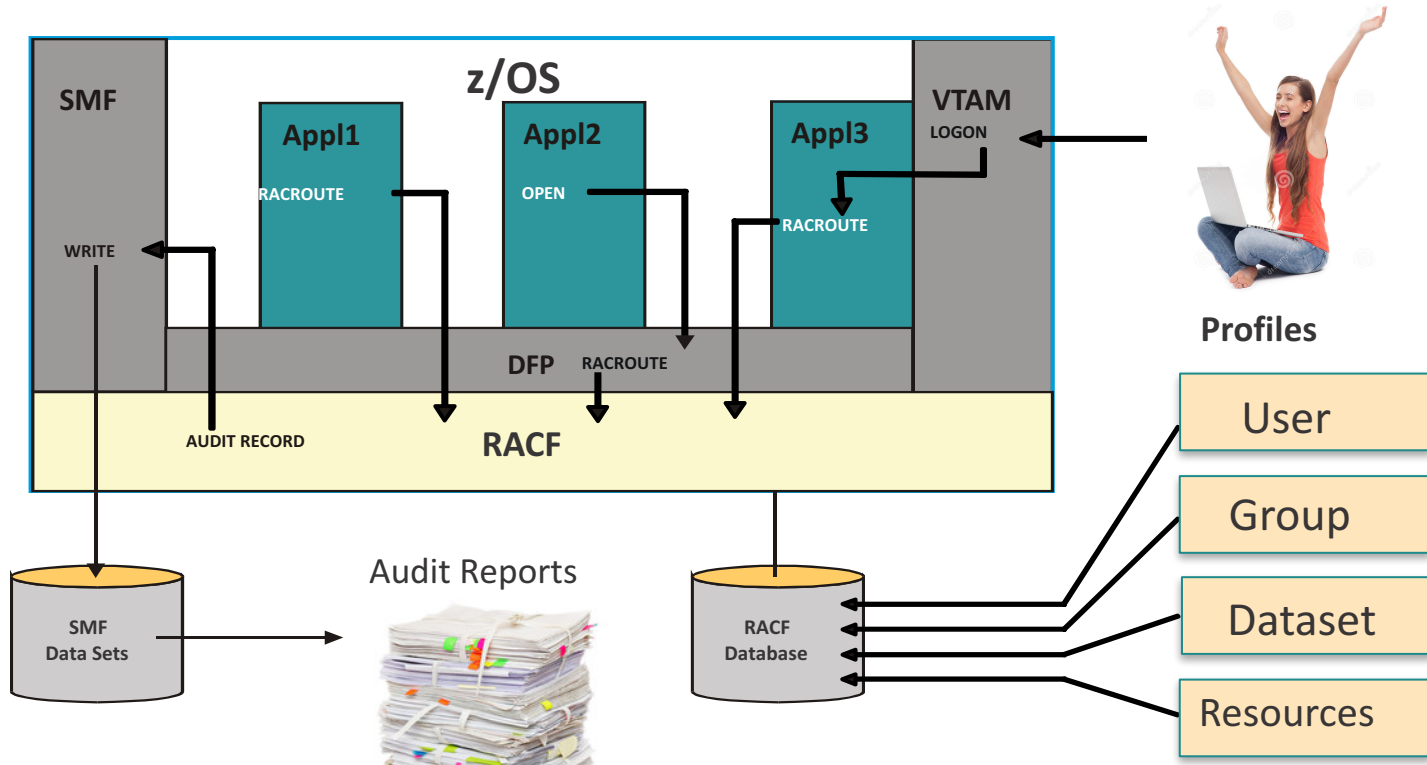 z/OS
SMF
VTAM
LOGON
Appl1
Appl2
Appl3
RACROUTE
OPEN
RACROUTE
WRITE
DFP
RACROUTE
AUDIT RECORD
RACF
Profiles
User
Group
Dataset
Resources
Audit Reports
SMF
Data Sets
RACF
Database